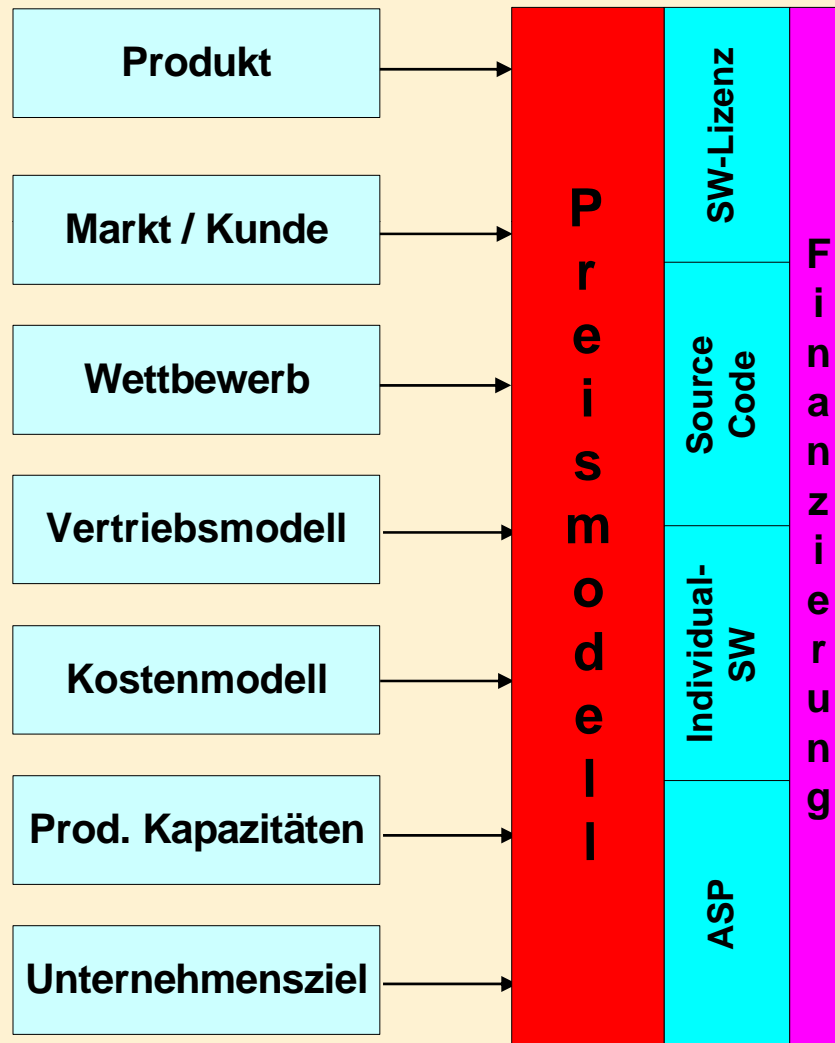 Produkt
Markt / Kunde
Wettbewerb
Vertriebsmodell
Kostenmodell
Prod. Kapazitäten
Unternehmensziel
Preismodell
SW-Lizenz
Source
Code
Individual-
SW
ASP
Finanzierung